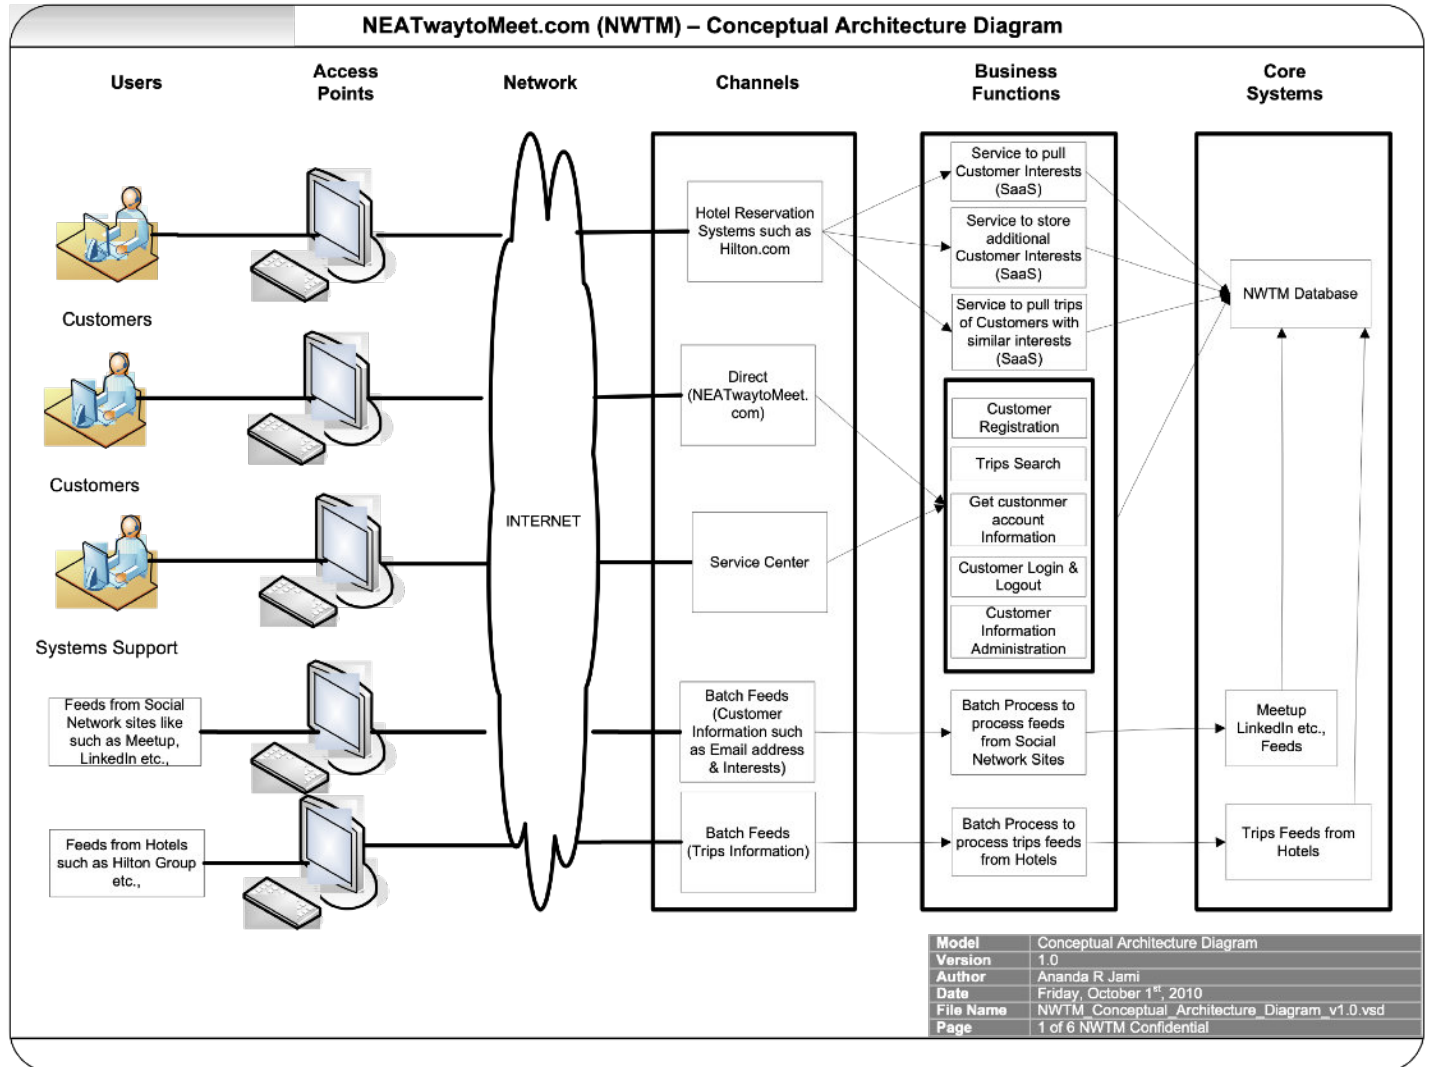 NEATwaytoMeet.com (NWTM) – Conceptual Architecture Diagram
Users
Access
Points
Network
Channels
Business
Functions
Core
Systems
Customers
Customers
Systems Support
Feeds from Social
Network sites like
such as Meetup,
LinkedIn etc.,
Feeds from Hotels
such as Hilton Group
etc.,
INTERNET
Hotel Reservation
Systems such as
Hilton.com
Direct
(NEATwaytoMeet.
com)
Service Center
Batch Feeds
(Customer
Information such
as Email address
& Interests)
Batch Feeds
(Trips Information)
Service to pull
Customer Interests
(SaaS)
Service to store
additional
Customer Interests
(SaaS)
Service to pull trips
of Customers with
similar interests
(SaaS)
Customer
Registration
Trips Search
Get custonmer
account
Information
Customer Login &
Logout
Customer
Information
Administration
Batch Process to
process feeds
from Social
Network Sites
Batch Process to
process trips feeds
from Hotels
NWTM Database
Meetup
LinkedIn etc.,
Feeds
Trips Feeds from
Hotels
Model Conceptual Architecture Diagram
Version 1.0
Author Ananda R Jami
Date Friday, October 1st, 2010
File Name NWTM_Conceptual_Architecture_Diagram_v1.0.vsd
Page 1 of 6 NWTM Confidential